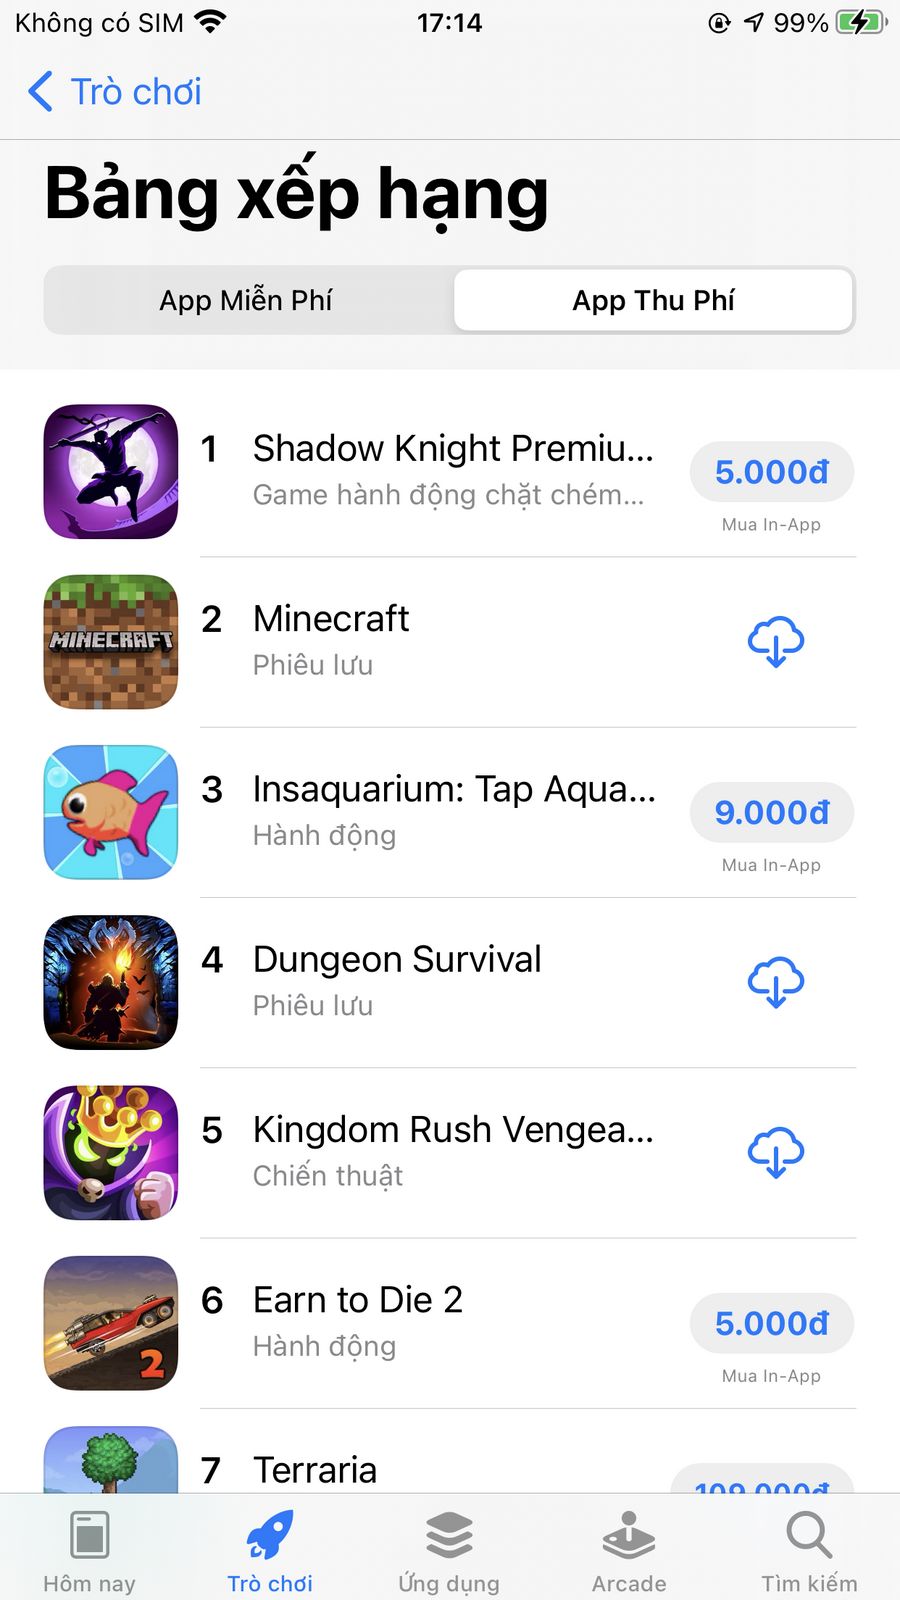 Không có SIM 17:14 99%
Trò chơi
Bảng xếp hạng
App Miễn Phí App Thu Phí
1 Shadow Knight Premiu... 5.000đ
Game hành động chặt chém...
Mua In-App
MINECRAFT
2 Minecraft
Phiêu lưu
3 Insaquarium: Tap Aqua... 9.000đ
Hành động
Mua In-App
4 Dungeon Survival
Phiêu lưu
5 Kingdom Rush Vengea...
Chiến thuật
2
6 Earn to Die 2 5.000đ
Hành động
Mua In-App
7 Terraria 109.000đ
Hôm nay Trò chơi Ứng dụng Arcade Tìm kiếm